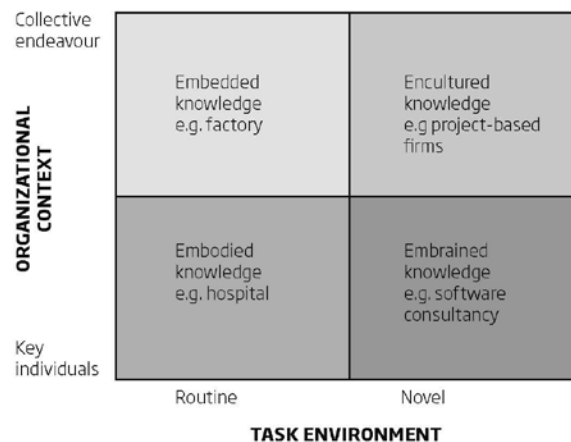 Collective
endeavour
Embedded
knowledge
e.g. factory
Encultured
knowledge
e.g project-based
firms
ORGANIZATIONAL
CONTEXT
Embodied
knowledge
e.g. hospital
Embrained
knowledge
e.g. software
consultancy
Key
individuals
Routine
Novel
TASK ENVIRONMENT